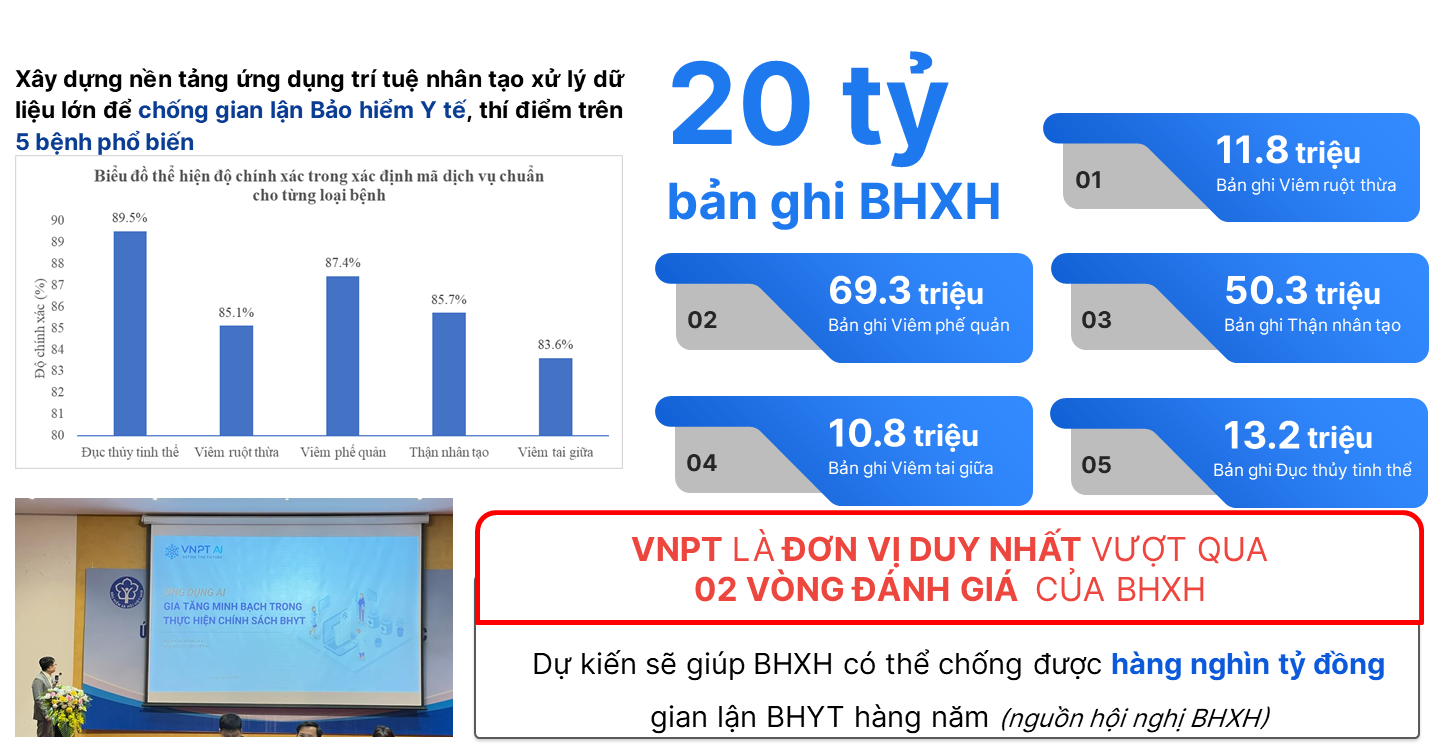 Xây dựng nền tảng ứng dụng trí tuệ nhân tạo xử lý dữ
liệu lớn để chống gian lận Bảo hiểm Y tế, thí điểm trên
5 bệnh phổ biến
Biểu đồ thể hiện độ chính xác trong xác định mã dịch vụ chuẩn
cho từng loại bệnh
Độ chính xác (%)
90
89
88
87
86
85
84
83
82
81
80
89.5%
85.1%
87.4%
85.7%
83.6%
Đục thủy tinh thể
Viêm ruột thừa
Viêm phế quản
Thận nhân tạo
Viêm tai giữa
20 tỷ
bản ghi BHXH
01
11.8 triệu
Bản ghi Viêm ruột thừa
02
69.3 triệu
Bản ghi Viêm phế quản
03
50.3 triệu
Bản ghi Thận nhân tạo
04
10.8 triệu
Bản ghi Viêm tai giữa
05
13.2 triệu
Bản ghi Đục thủy tinh thể
VNPT AI
ỨNG DỤNG AI
GIA TĂNG MINH BẠCH TRONG
THỰC HIỆN CHÍNH SÁCH BHYT
VNPT LÀ ĐƠN VỊ DUY NHẤT VƯỢT QUA
02 VÒNG ĐÁNH GIÁ CỦA BHXH
Dự kiến sẽ giúp BHXH có thể chống được hàng nghìn tỷ đồng
gian lận BHYT hàng năm (nguồn hội nghị BHXH)